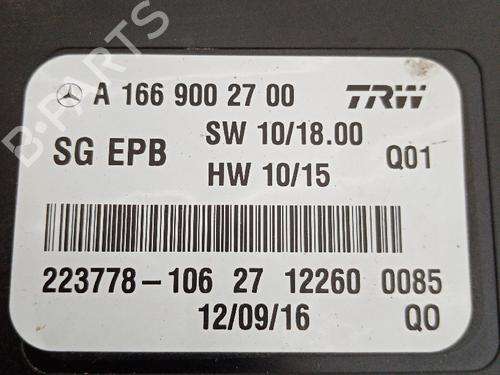 A 166 900 27 00 TRW
SG EPB SW 10/18.00 Q01
HW 10/15
223778-106 27 12260 0085
12/09/16 Q0
B-PARTS